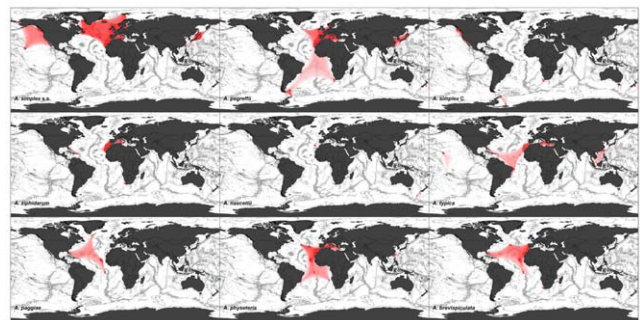 A. simplex s.s.
A. pegreffii
A. simplex C.
A. ziphidarum
A. nascettii
A. typica
A. paggiae
A. physeteris
A. brevispiculata